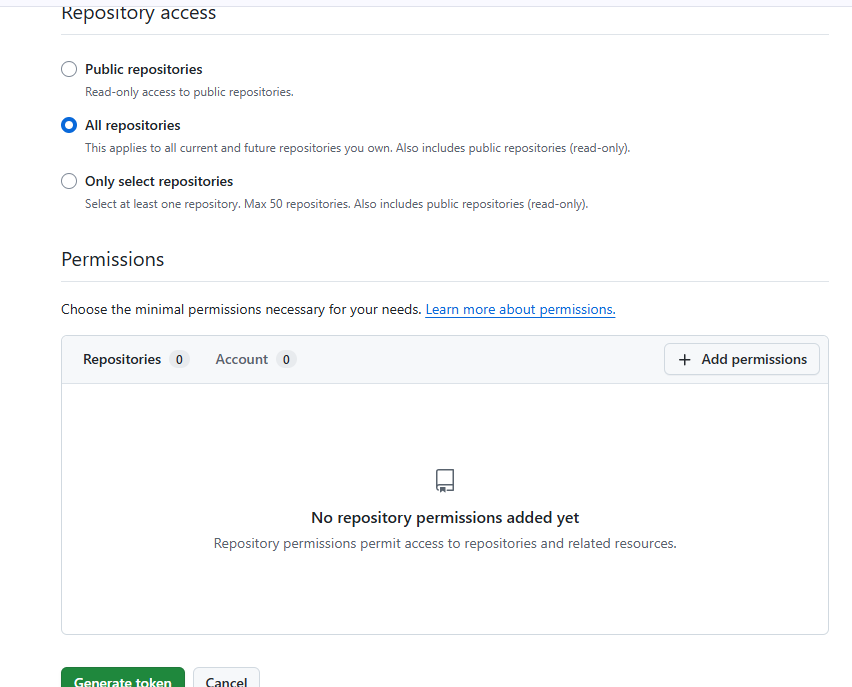 Repository access
Public repositories
Read-only access to public repositories.
All repositories
This applies to all current and future repositories you own. Also includes public repositories (read-only).
Only select repositories
Select at least one repository. Max 50 repositories. Also includes public repositories (read-only).
Permissions
Choose the minimal permissions necessary for your needs. Learn more about permissions.
Repositories 0 Account 0 + Add permissions
No repository permissions added yet
Repository permissions permit access to repositories and related resources.
Generate token Cancel